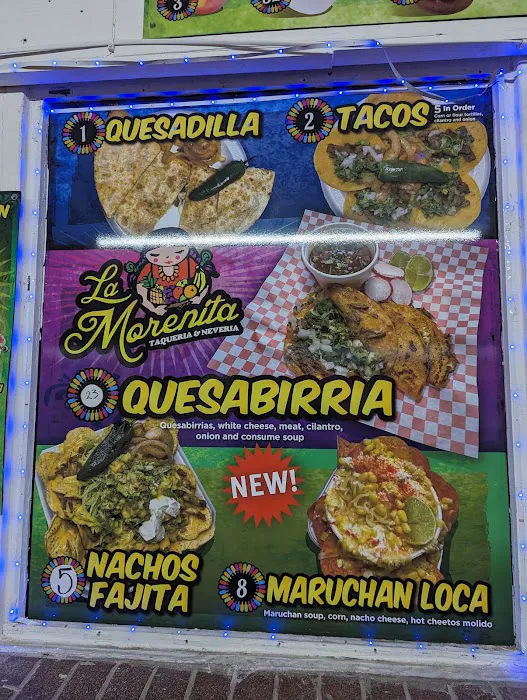 3
1 QUESADILLA
2 TACOS
5 In Order
Corn or flour tortillas,
cilantro and onion
La
Morenita
TAQUERIA & NEVERIA
23 QUESABIRRIA
Quesabirrias, white cheese, meat, cilantro,
onion and consume soup
NEW!
5 NACHOS
FAJITA
8 MARUCHAN LOCA
Maruchan soup, corn, nacho cheese, hot cheetos molido